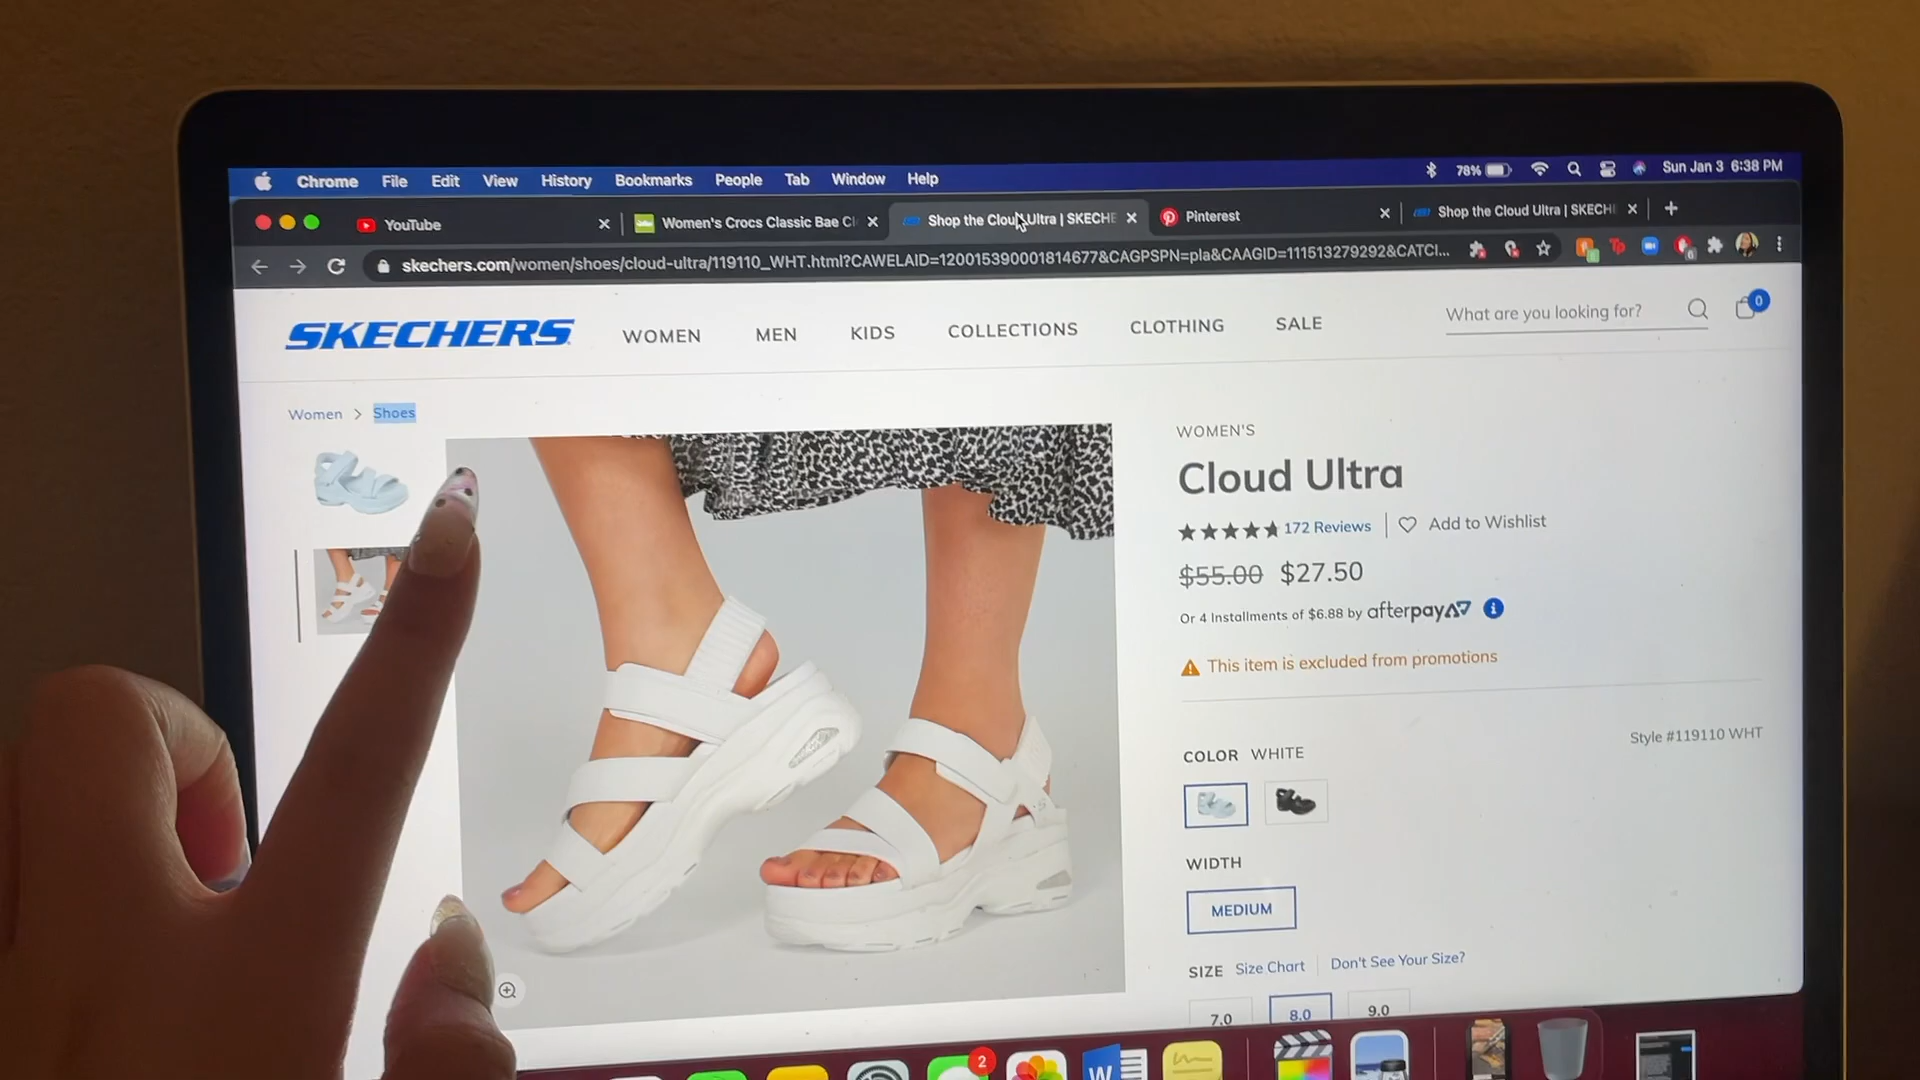 Chrome File Edit View History Bookmarks People Tab Window Help 78% Sun Jan 3 6:38 PM
YouTube Women's Crocs Classic Bae Cl Shop the Cloud Ultra | SKECHE Pinterest Shop the Cloud Ultra | SKECH
skechers.com/women/shoes/cloud-ultra/119110_WHT.html?CAWELAID=120015390001814677&CAGPSPN=pla&CAAGID=111513279292&CATCI...
SKECHERS WOMEN MEN KIDS COLLECTIONS CLOTHING SALE What are you looking for? 0
Women > Shoes
WOMEN'S
Cloud Ultra
172 Reviews Add to Wishlist
$55.00 $27.50
Or 4 Installments of $6.88 by afterpay
This item is excluded from promotions
Style #119110 WHT
COLOR WHITE
WIDTH
MEDIUM
SIZE Size Chart Don't See Your Size?
7.0 8.0 9.0
2
W